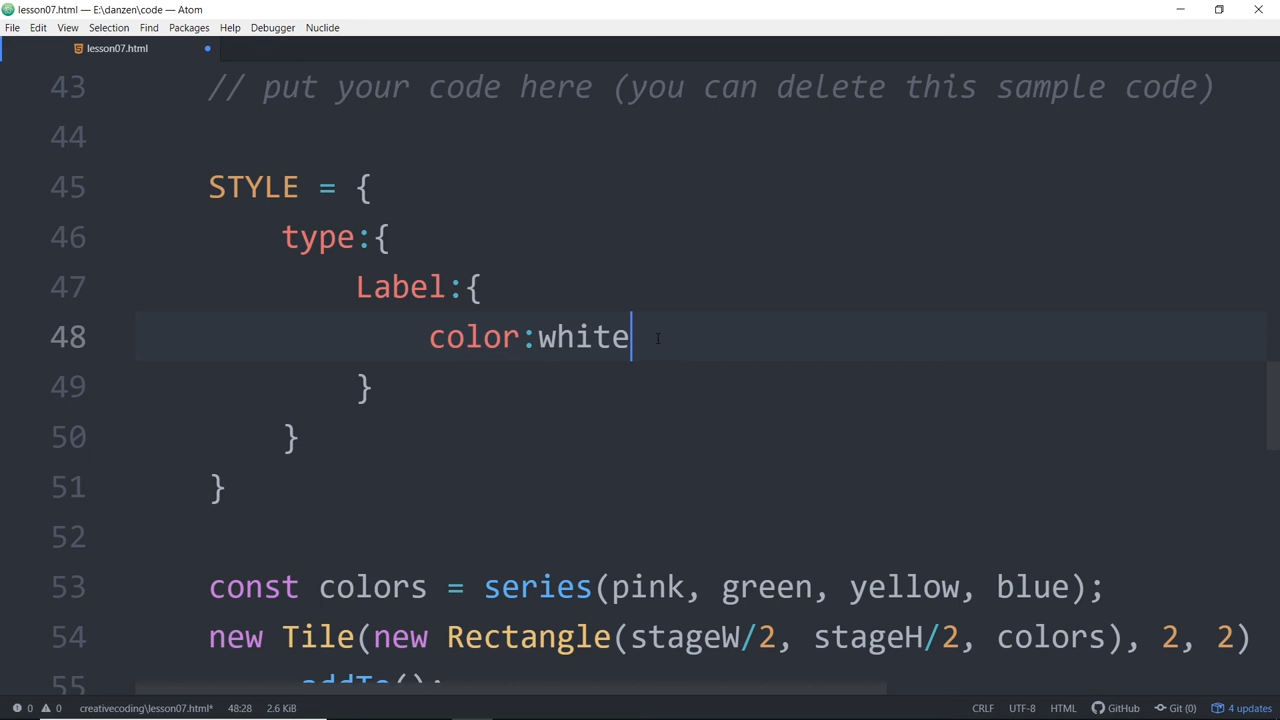 lesson07.html — E:\danzen\code — Atom
File Edit View Selection Find Packages Help Debugger Nuclide
lesson07.html
43 // put your code here (you can delete this sample code)
44
45 STYLE = {
46 type:{
47 Label:{
48 color:white
49 }
50 }
51 }
52
53 const colors = series(pink, green, yellow, blue);
54 new Tile(new Rectangle(stageW/2, stageH/2, colors), 2, 2)
55 .addTo();
0 0 creativecoding\lesson07.html* 48:28 2.6 KiB CRLF UTF-8 HTML GitHub Git (0) 4 updates